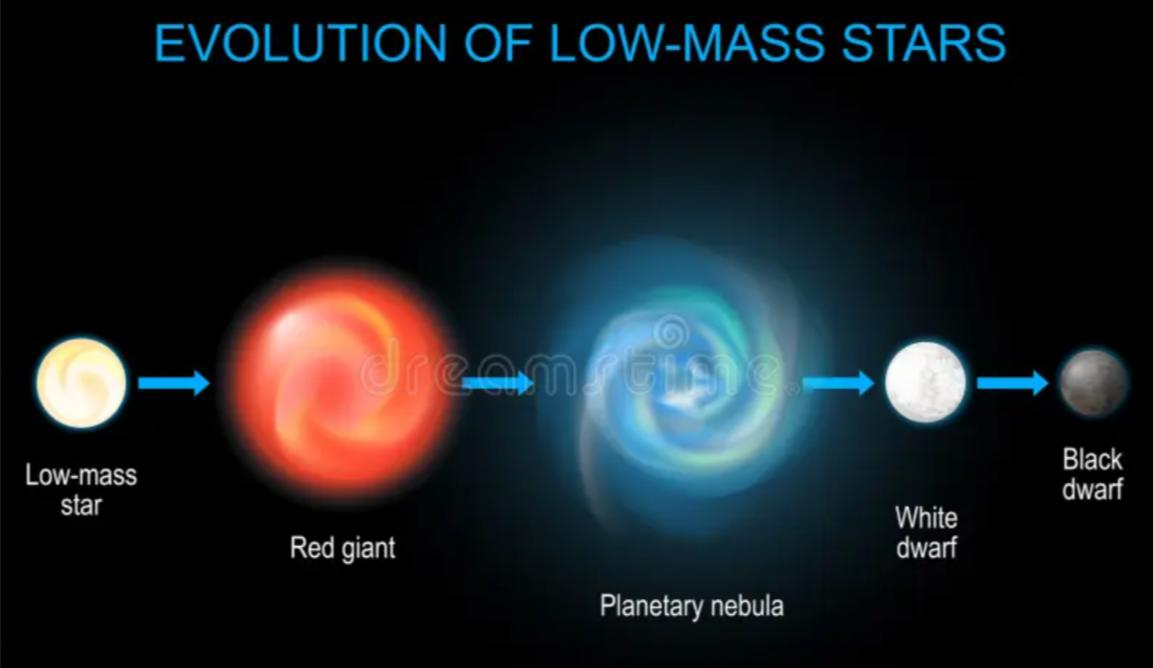 EVOLUTION OF LOW-MASS STARS
dreamstime.
Low-mass
star
Red giant
Planetary nebula
White
dwarf
Black
dwarf